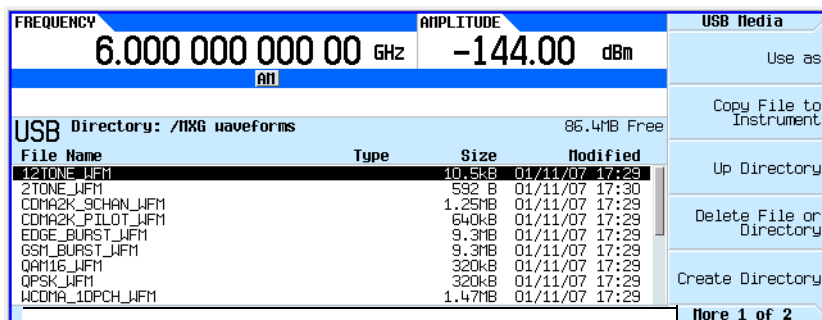 FREQUENCY
6.000 000 000 00 GHz
AMPLITUDE
-144.00 dBm
AM
USB Directory: /MXG waveforms 86.4MB Free
File Name Type Size Modified
12TONE_WFM 10.5kB 01/11/07 17:29
2TONE_WFM 592 B 01/11/07 17:30
CDMA2K_9CHAN_WFM 1.25MB 01/11/07 17:29
CDMA2K_PILOT_WFM 640kB 01/11/07 17:29
EDGE_BURST_WFM 9.3MB 01/11/07 17:29
GSM_BURST_WFM 9.3MB 01/11/07 17:29
QAM16_WFM 320kB 01/11/07 17:29
QPSK_WFM 320kB 01/11/07 17:29
WCDMA_1DPCH_WFM 1.47MB 01/11/07 17:29
USB Media
Use as
Copy File to
Instrument
Up Directory
Delete File or
Directory
Create Directory
More 1 of 2